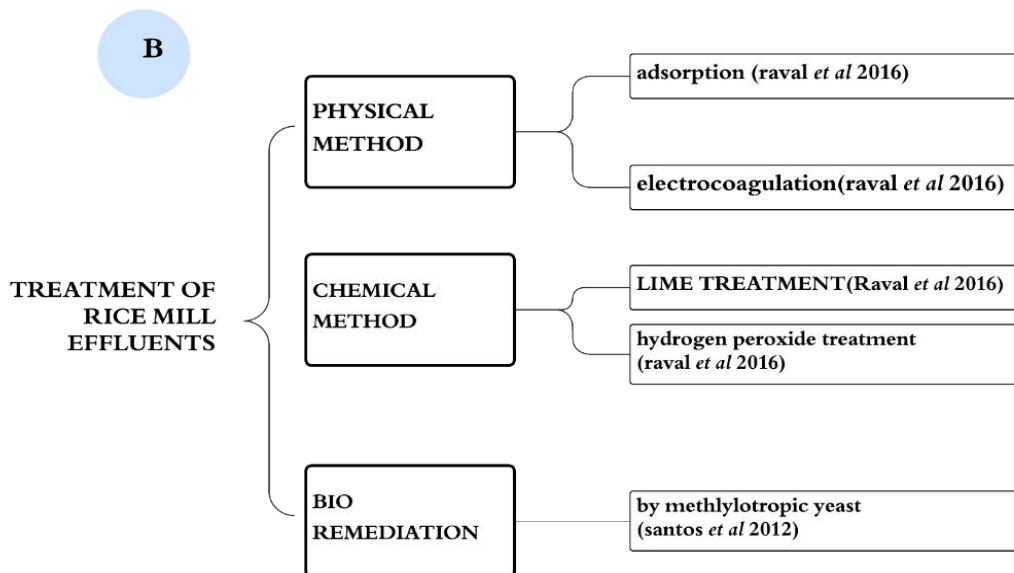 B
TREATMENT OF
RICE MILL
EFFLUENTS
PHYSICAL
METHOD
adsorption (raval et al 2016)
electrocoagulation(raval et al 2016)
CHEMICAL
METHOD
LIME TREATMENT(Raval et al 2016)
hydrogen peroxide treatment
(raval et al 2016)
BIO
REMEDIATION
by methlylotropic yeast
(santos et al 2012)